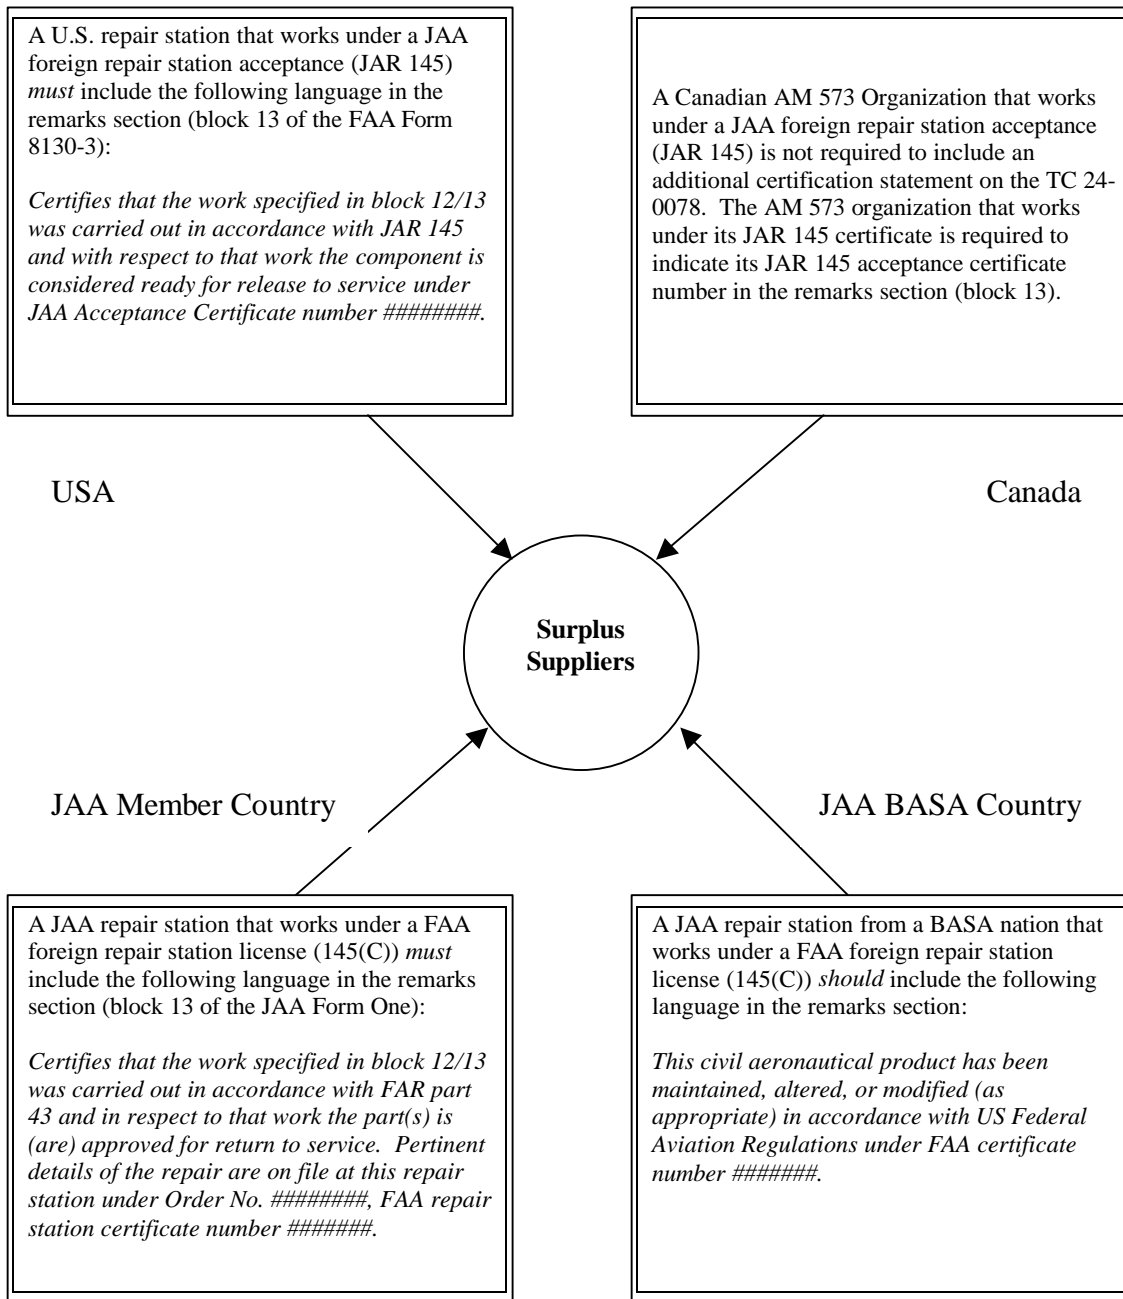 A U.S. repair station that works under a JAA
foreign repair station acceptance (JAR 145)
must include the following language in the
remarks section (block 13 of the FAA Form
8130-3):
Certifies that the work specified in block 12/13
was carried out in accordance with JAR 145
and with respect to that work the component is
considered ready for release to service under
JAA Acceptance Certificate number ########.
A Canadian AM 573 Organization that works
under a JAA foreign repair station acceptance
(JAR 145) is not required to include an
additional certification statement on the TC 24-
0078.  The AM 573 organization that works
under its JAR 145 certificate is required to
indicate its JAR 145 acceptance certificate
number in the remarks section (block 13).
USA
Canada
Surplus
Suppliers
JAA Member Country
JAA BASA Country
A JAA repair station that works under a FAA
foreign repair station license (145(C)) must
include the following language in the remarks
section (block 13 of the JAA Form One):
Certifies that the work specified in block 12/13
was carried out in accordance with FAR part
43 and in respect to that work the part(s) is
(are) approved for return to service.  Pertinent
details of the repair are on file at this repair
station under Order No. ########, FAA repair
station certificate number #######.
A JAA repair station from a BASA nation that
works under a FAA foreign repair station
license (145(C)) should include the following
language in the remarks section:
This civil aeronautical product has been
maintained, altered, or modified (as
appropriate) in accordance with US Federal
Aviation Regulations under FAA certificate
number #######.